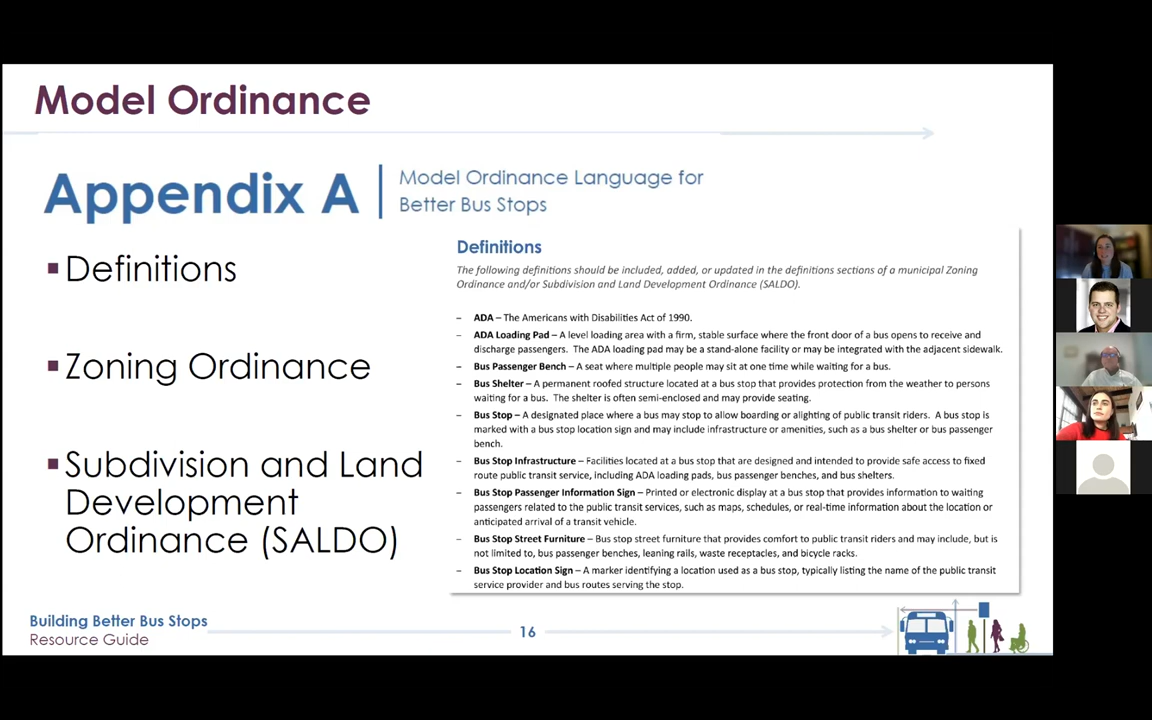 Model Ordinance
Appendix A
Model Ordinance Language for
Better Bus Stops
▪Definitions
▪Zoning Ordinance
▪Subdivision and Land
Development
Ordinance (SALDO)
Definitions
The following definitions should be included, added, or updated in the definitions sections of a municipal Zoning
Ordinance and/or Subdivision and Land Development Ordinance (SALDO).
– ADA – The Americans with Disabilities Act of 1990.
– ADA Loading Pad – A level loading area with a firm, stable surface where the front door of a bus opens to receive and
discharge passengers. The ADA loading pad may be a stand-alone facility or may be integrated with the adjacent sidewalk.
– Bus Passenger Bench – A seat where multiple people may sit at one time while waiting for a bus.
– Bus Shelter – A permanent roofed structure located at a bus stop that provides protection from the weather to persons
waiting for a bus. The shelter is often semi-enclosed and may provide seating.
– Bus Stop – A designated place where a bus may stop to allow boarding or alighting of public transit riders. A bus stop is
marked with a bus stop location sign and may include infrastructure or amenities, such as a bus shelter or bus passenger
bench.
– Bus Stop Infrastructure – Facilities located at a bus stop that are designed and intended to provide safe access to fixed
route public transit service, including ADA loading pads, bus passenger benches, and bus shelters.
– Bus Stop Passenger Information Sign – Printed or electronic display at a bus stop that provides information to waiting
passengers related to the public transit services, such as maps, schedules, or real-time information about the location or
anticipated arrival of a transit vehicle.
– Bus Stop Street Furniture – Bus stop street furniture that provides comfort to public transit riders and may include, but is
not limited to, bus passenger benches, leaning rails, waste receptacles, and bicycle racks.
– Bus Stop Location Sign – A marker identifying a location used as a bus stop, typically listing the name of the public transit
service provider and bus routes serving the stop.
Building Better Bus Stops
Resource Guide
16